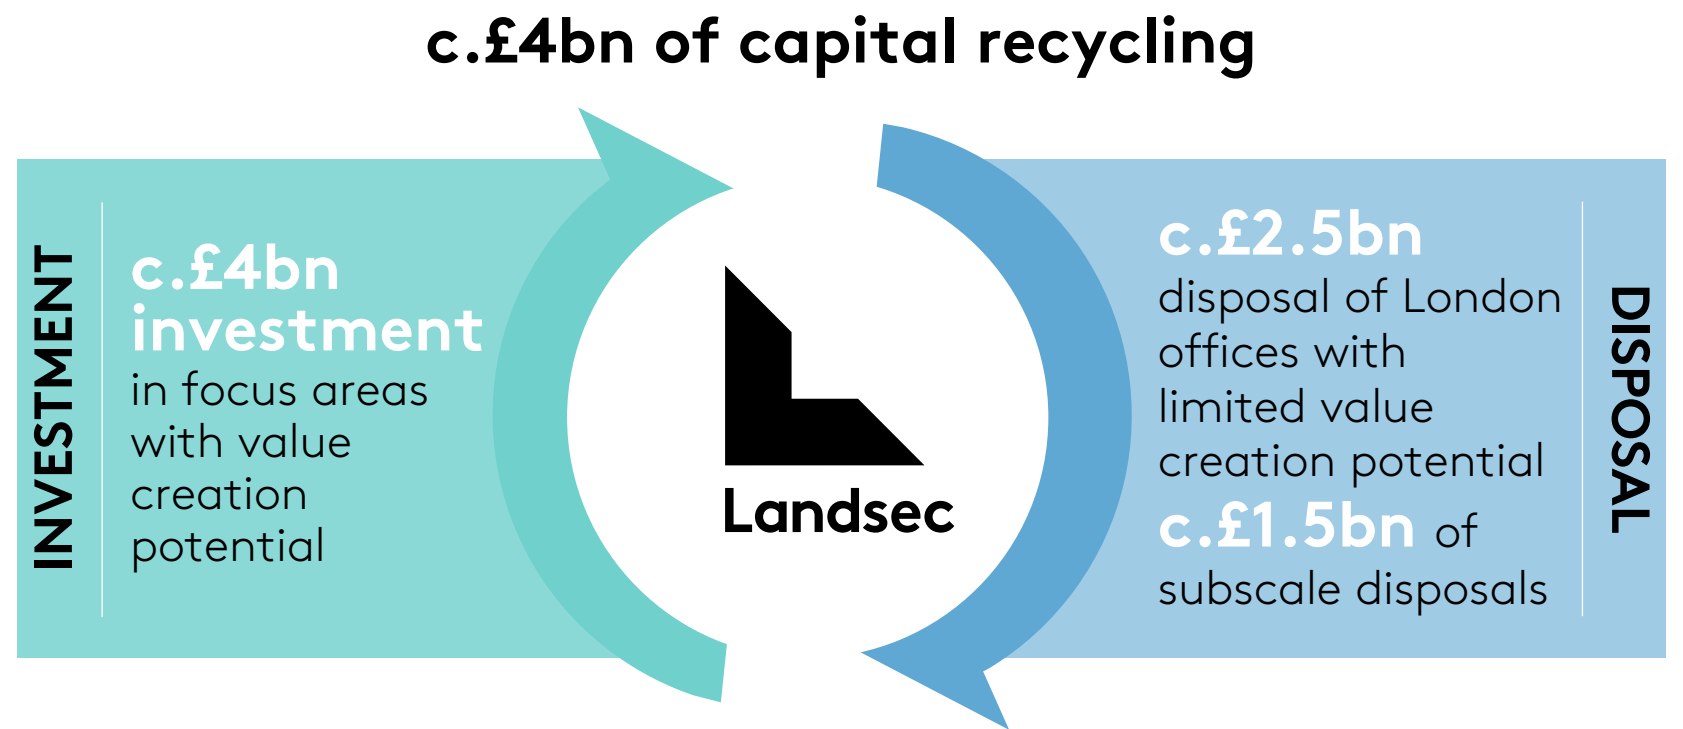 c.£4bn of capital recycling
INVESTMENT
c.£4bn
investment
in focus areas
with value
creation
potential
Landsec
c.£2.5bn
disposal of London
offices with
limited value
creation potential
c.£1.5bn of
subscale disposals
DISPOSAL